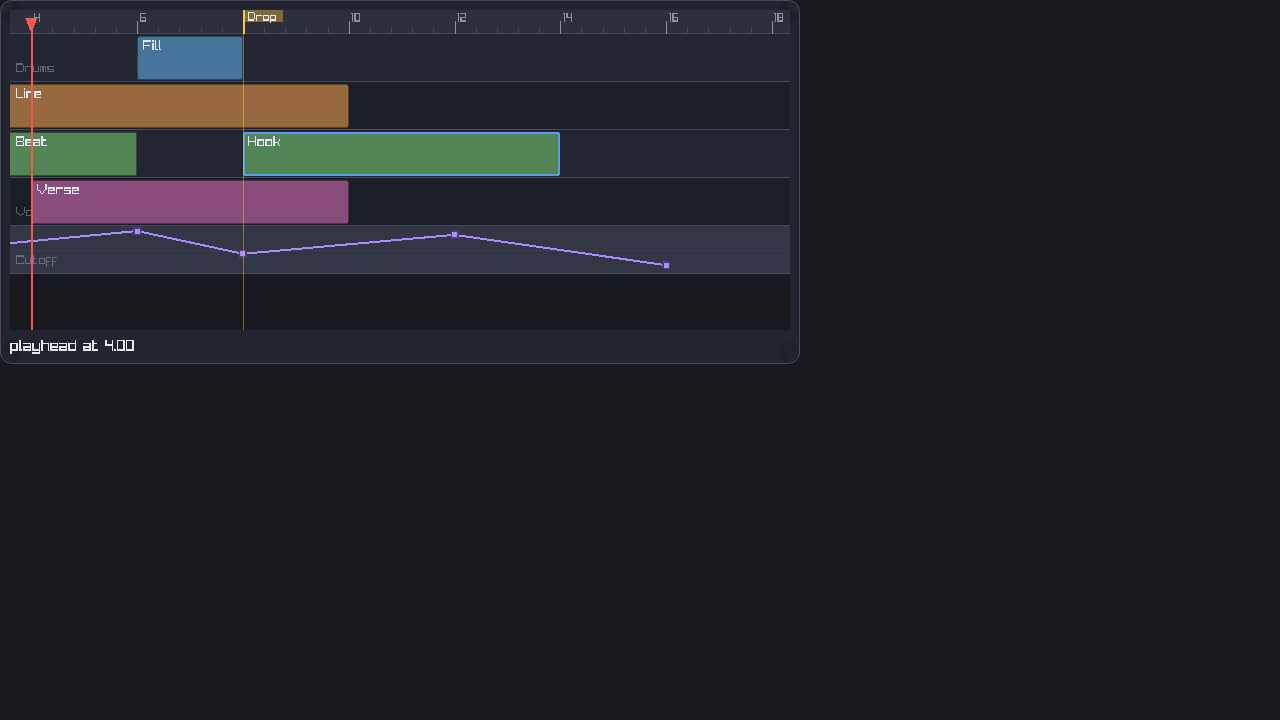 4 6 Drop 10 12 14 16 18
Fill
Drums
Line
Beat Hook
Verse
Cutoff
playhead at 4.00